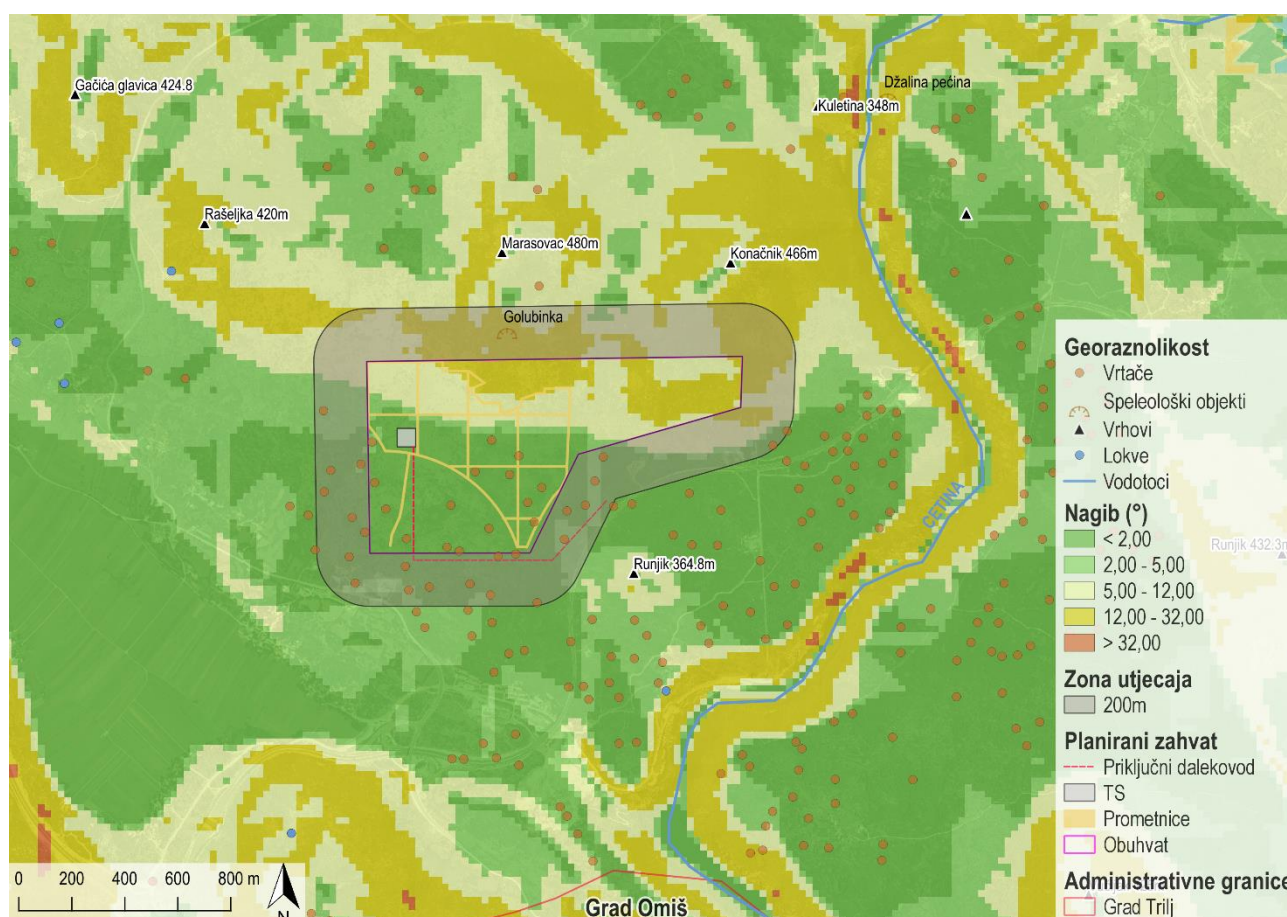 Gačića glavica 424.8
Džalina pećina
Kuletina 348m
Rašeljka 420m
Marasovac 480m
Konačnik 466m
Golubinka
CETINA
Runjik 364.8m
Runjik 432.3m
Georaznolikost
Vrtače
Speleološki objekti
Vrhovi
Lokve
Vodotoci
Nagib (°)
< 2,00
2,00 - 5,00
5,00 - 12,00
12,00 - 32,00
> 32,00
Zona utjecaja
200m
Planirani zahvat
Priključni dalekovod
TS
Prometnice
Obuhvat
Administrativne granice
Grad Trilj
0 200 400 600 800 m
N
Grad Omiš